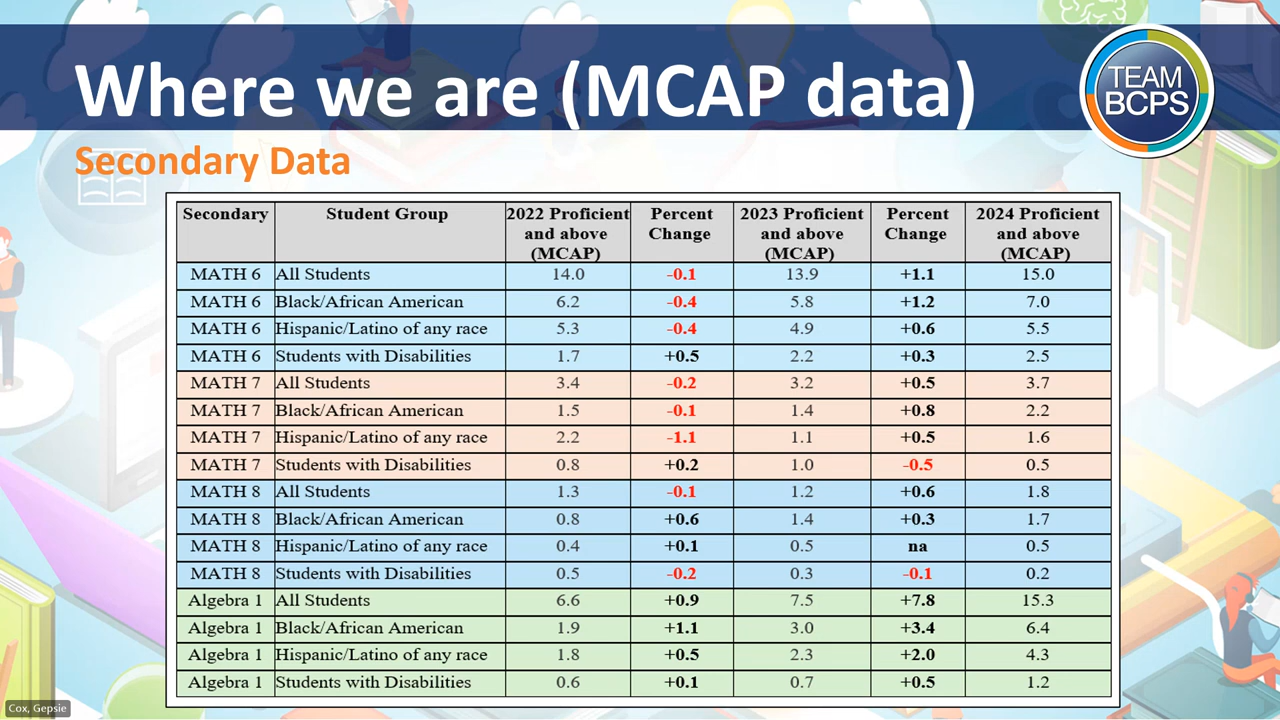 Where we are (MCAP data)
TEAM
BCPS
Secondary Data
Secondary Student Group 2022 Proficient and above (MCAP) Percent Change 2023 Proficient and above (MCAP) Percent Change 2024 Proficient and above (MCAP)
MATH 6 All Students 14.0 -0.1 13.9 +1.1 15.0
MATH 6 Black/African American 6.2 -0.4 5.8 +1.2 7.0
MATH 6 Hispanic/Latino of any race 5.3 -0.4 4.9 +0.6 5.5
MATH 6 Students with Disabilities 1.7 +0.5 2.2 +0.3 2.5
MATH 7 All Students 3.4 -0.2 3.2 +0.5 3.7
MATH 7 Black/African American 1.5 -0.1 1.4 +0.8 2.2
MATH 7 Hispanic/Latino of any race 2.2 -1.1 1.1 +0.5 1.6
MATH 7 Students with Disabilities 0.8 +0.2 1.0 -0.5 0.5
MATH 8 All Students 1.3 -0.1 1.2 +0.6 1.8
MATH 8 Black/African American 0.8 +0.6 1.4 +0.3 1.7
MATH 8 Hispanic/Latino of any race 0.4 +0.1 0.5 na 0.5
MATH 8 Students with Disabilities 0.5 -0.2 0.3 -0.1 0.2
Algebra 1 All Students 6.6 +0.9 7.5 +7.8 15.3
Algebra 1 Black/African American 1.9 +1.1 3.0 +3.4 6.4
Algebra 1 Hispanic/Latino of any race 1.8 +0.5 2.3 +2.0 4.3
Algebra 1 Students with Disabilities 0.6 +0.1 0.7 +0.5 1.2
Cox, Gepsie